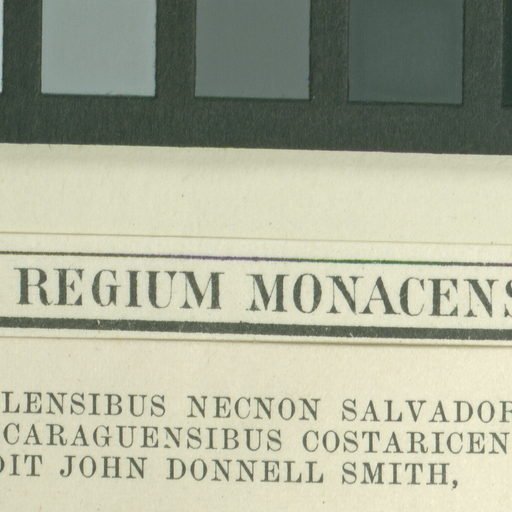 REGIUM MONACENS
LENSIBUS NECNON SALVADOR
CARAGUENSIBUS COSTARICEN
DIT JOHN DONNELL SMITH,